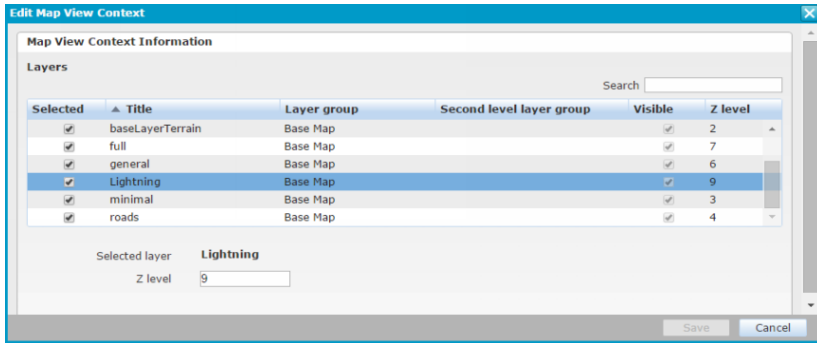 Edit Map View Context
Map View Context Information
Layers
Search
Selected Title Layer group Second level layer group Visible Z level
baseLayerTerrain Base Map 2
full Base Map 7
general Base Map 6
Lightning Base Map 9
minimal Base Map 3
roads Base Map 4
Selected layer Lightning
Z level 9
Save Cancel